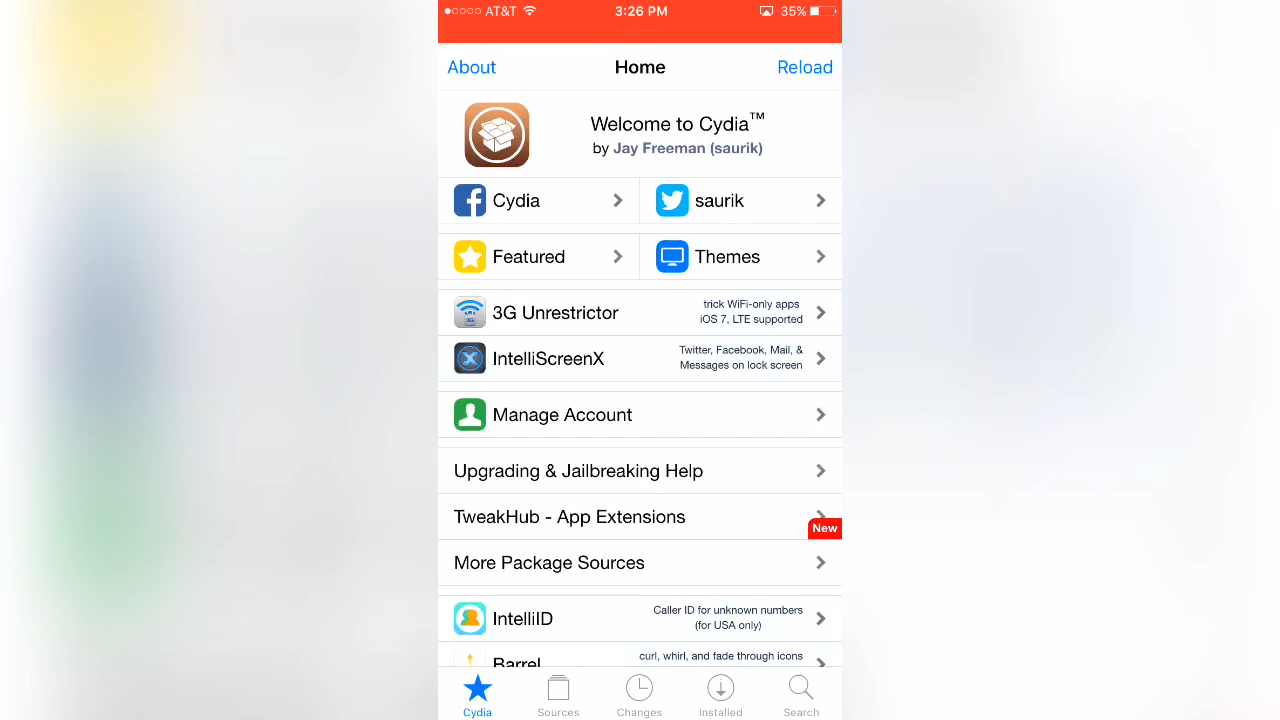 AT&T 3:26 PM 35%
About Home Reload
Welcome to Cydia™
by Jay Freeman (saurik)
Cydia saurik
Featured Themes
3G Unrestrictor trick WiFi-only apps
iOS 7, LTE supported
IntelliScreenX Twitter, Facebook, Mail, &
Messages on lock screen
Manage Account
Upgrading & Jailbreaking Help
TweakHub - App Extensions
New
More Package Sources
IntelliID Caller ID for unknown numbers
(for USA only)
Barrel curl, whirl, and fade through icons
Cydia Sources Changes Installed Search